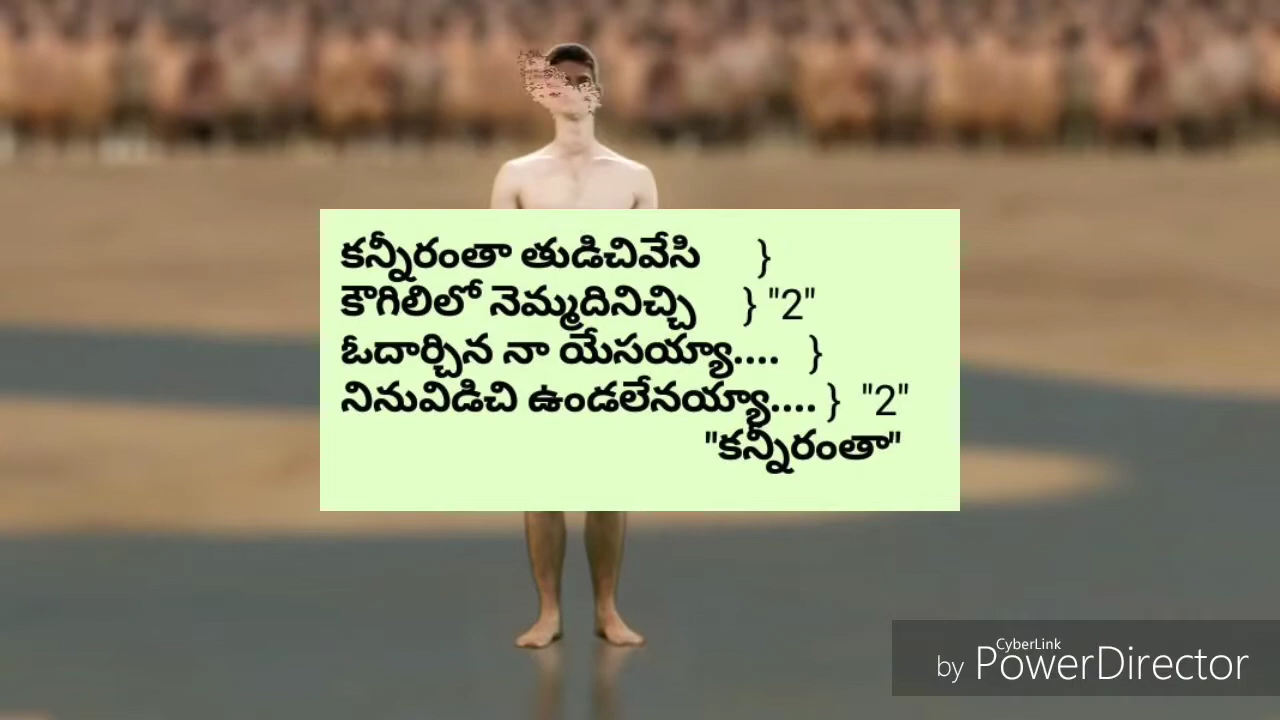 కన్నీరంతా తుడిచివేసి }
కౌగిలిలో నెమ్మదినిచ్చి } "2"
ఓదార్చిన నా యేసయ్యా.... }
నినువిడిచి ఉండలేనయ్యా.... } "2"
"కన్నీరంతా"
CyberLink
by PowerDirector